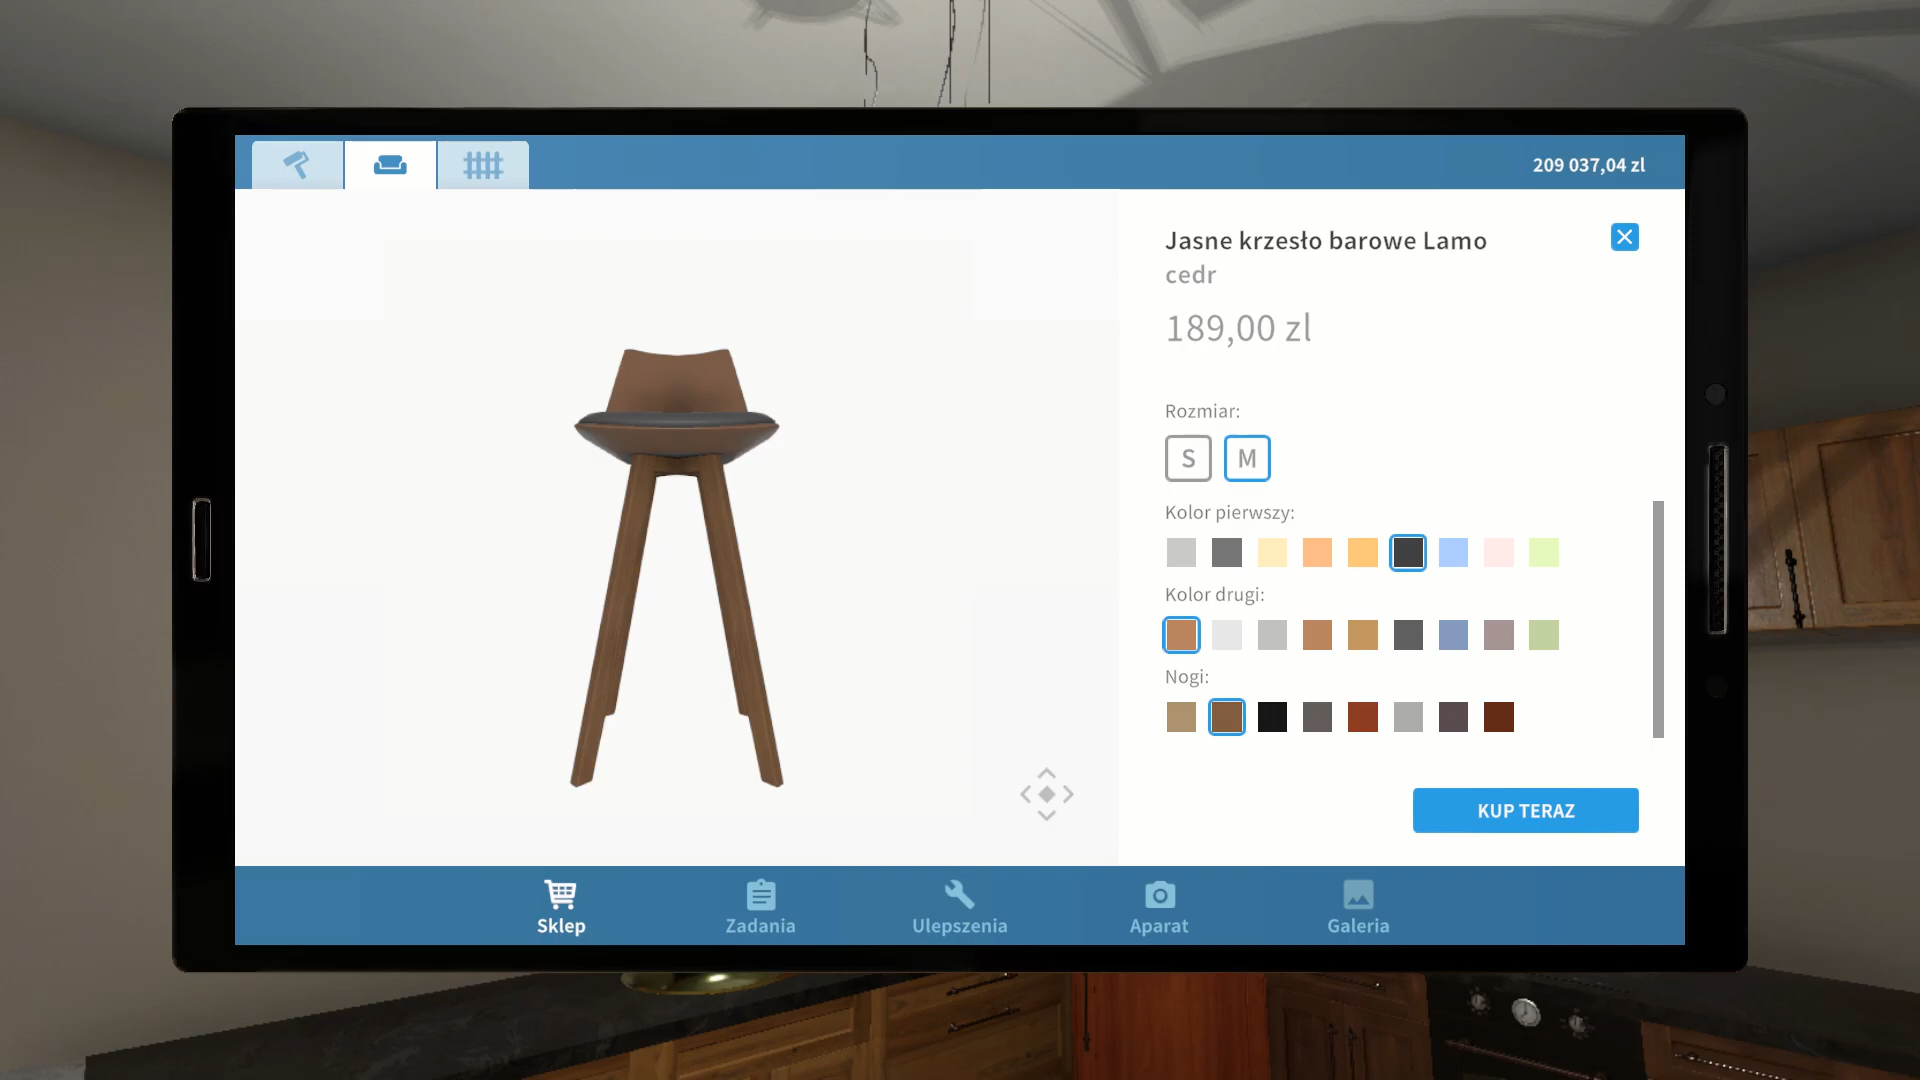 209 037,04 zl
Jasne krzesło barowe Lamo
cedr
189,00 zl
Rozmiar:
S M
Kolor pierwszy:
Kolor drugi:
Nogi:
KUP TERAZ
Sklep Zadania Ulepszenia Aparat Galeria